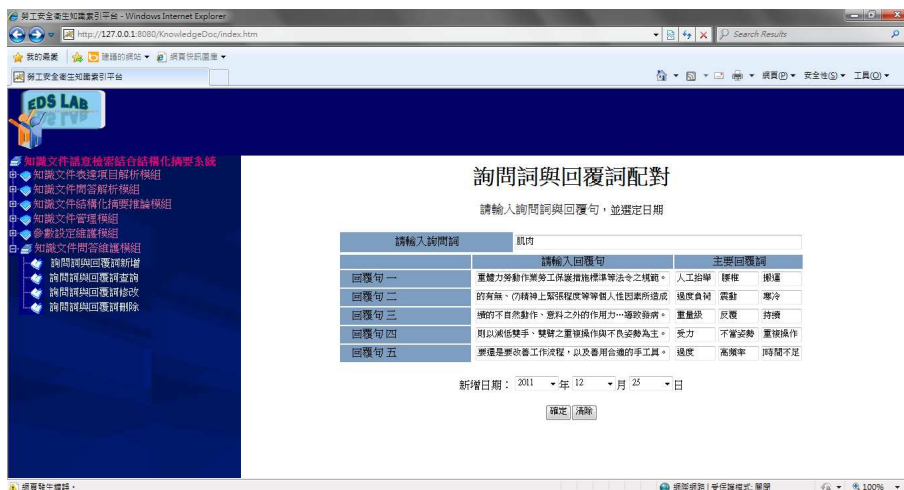 勞工安全衛生知識索引平台 - Windows Internet Explorer
http://127.0.0.1:8080/KnowledgeDoc/index.htm
Search Results
我的最愛 建議的網站 網頁快訊圖庫
勞工安全衛生知識索引平台
網頁(P) 安全性(S) 工具(O)
EDS LAB
知識文件語意檢索結合結構化摘要系統
知識文件表達項目解析模組
知識文件問答解析模組
知識文件結構化摘要推論模組
知識文件管理模組
參數設定維護模組
知識文件問答維護模組
詢問詞與回覆詞新增
詢問詞與回覆詞查詢
詢問詞與回覆詞修改
詢問詞與回覆詞刪除
詢問詞與回覆詞配對
請輸入詢問詞與回覆句，並選定日期
請輸入詢問詞 肌肉
請輸入回覆句 主要回覆詞
回覆句一 重體力勞動作業勞工保護措施標準等法令之規範。 人工抬舉 腰椎 搬運
回覆句二 的有無、(7)精神上緊張程度等等個人性因素所造成 過度負荷 震動 寒冷
回覆句三 續的不自然動作、意料之外的作用力…導致發病。 重量級 反覆 持續
回覆句四 則以減低雙手、雙臂之重複操作與不良姿勢為主。 受力 不當姿勢 重複操作
回覆句五 要還是要改善工作流程，以及善用合適的手工具。 過度 高頻率 時間不足
新增日期： 2011 年 12 月 25 日
確定 清除
網頁發生錯誤。
網際網路 | 受保護模式: 關閉
100%